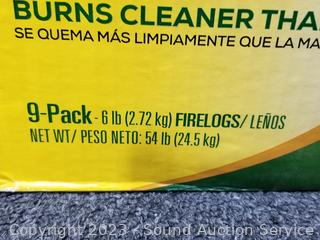 BURNS CLEANER THA
SE QUEMA MÁS LIMPIAMENTE QUE LA MA
9-Pack - 6 lb (2.72 kg) FIRELOGS/ LEÑOS
NET WT/ PESO NETO: 54 lb (24.5 kg)
Copyright 2023 - Sound Auction Service -